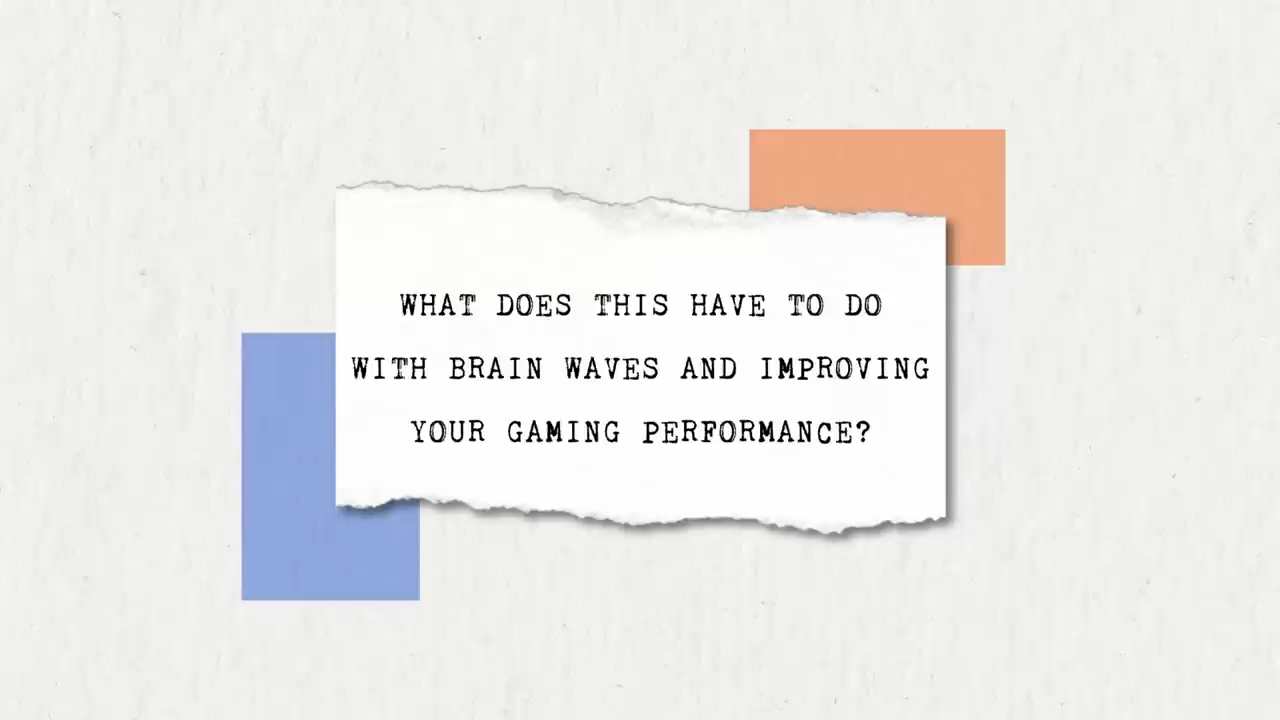 WHAT DOES THIS HAVE TO DO
WITH BRAIN WAVES AND IMPROVING
YOUR GAMING PERFORMANCE?